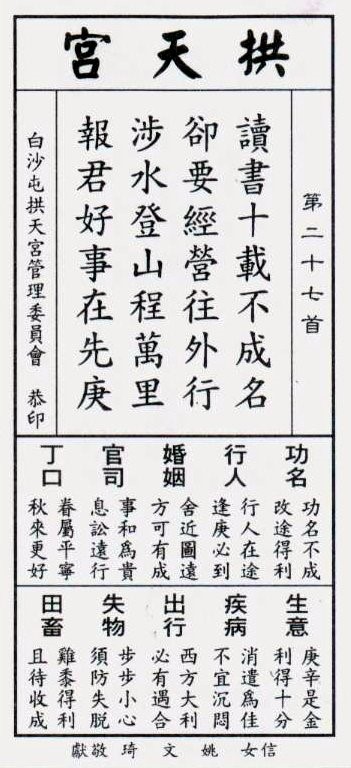 拱天宮
第二十七首
讀書十載不成名
卻要經營往外行
涉水登山程萬里
報君好事在先庚
白沙屯拱天宮管理委員會　恭印
功名
功名不成
改途得利
行人
行人在途
逢庚必到
婚姻
舍近圖遠
方可有成
官司
事和為貴
息訟遠行
丁口
眷屬平寧
秋來更好
生意
庚辛是金
利得十分
疾病
消遣為佳
不宜沉悶
出行
西方大利
必有遇合
失物
步步小心
須防失脫
田畜
雞黍得利
且待收成
信女　姚　文　琦　敬獻